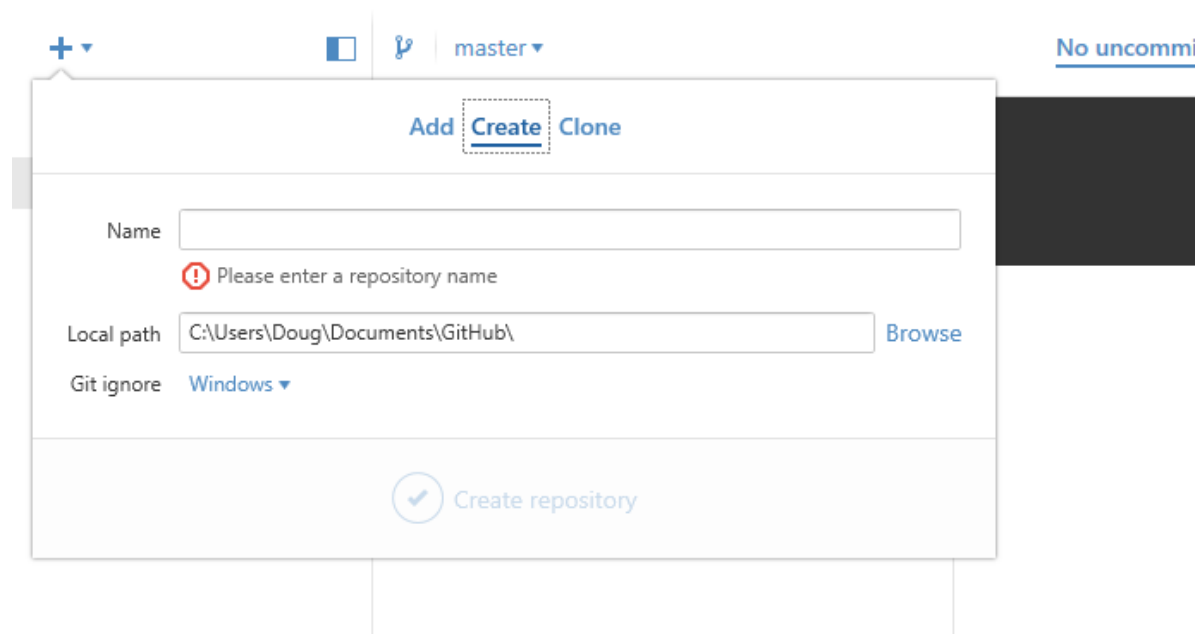 master
No uncommi
Add Create Clone
Name
Please enter a repository name
Local path C:\Users\Doug\Documents\GitHub\ Browse
Git ignore Windows
Create repository